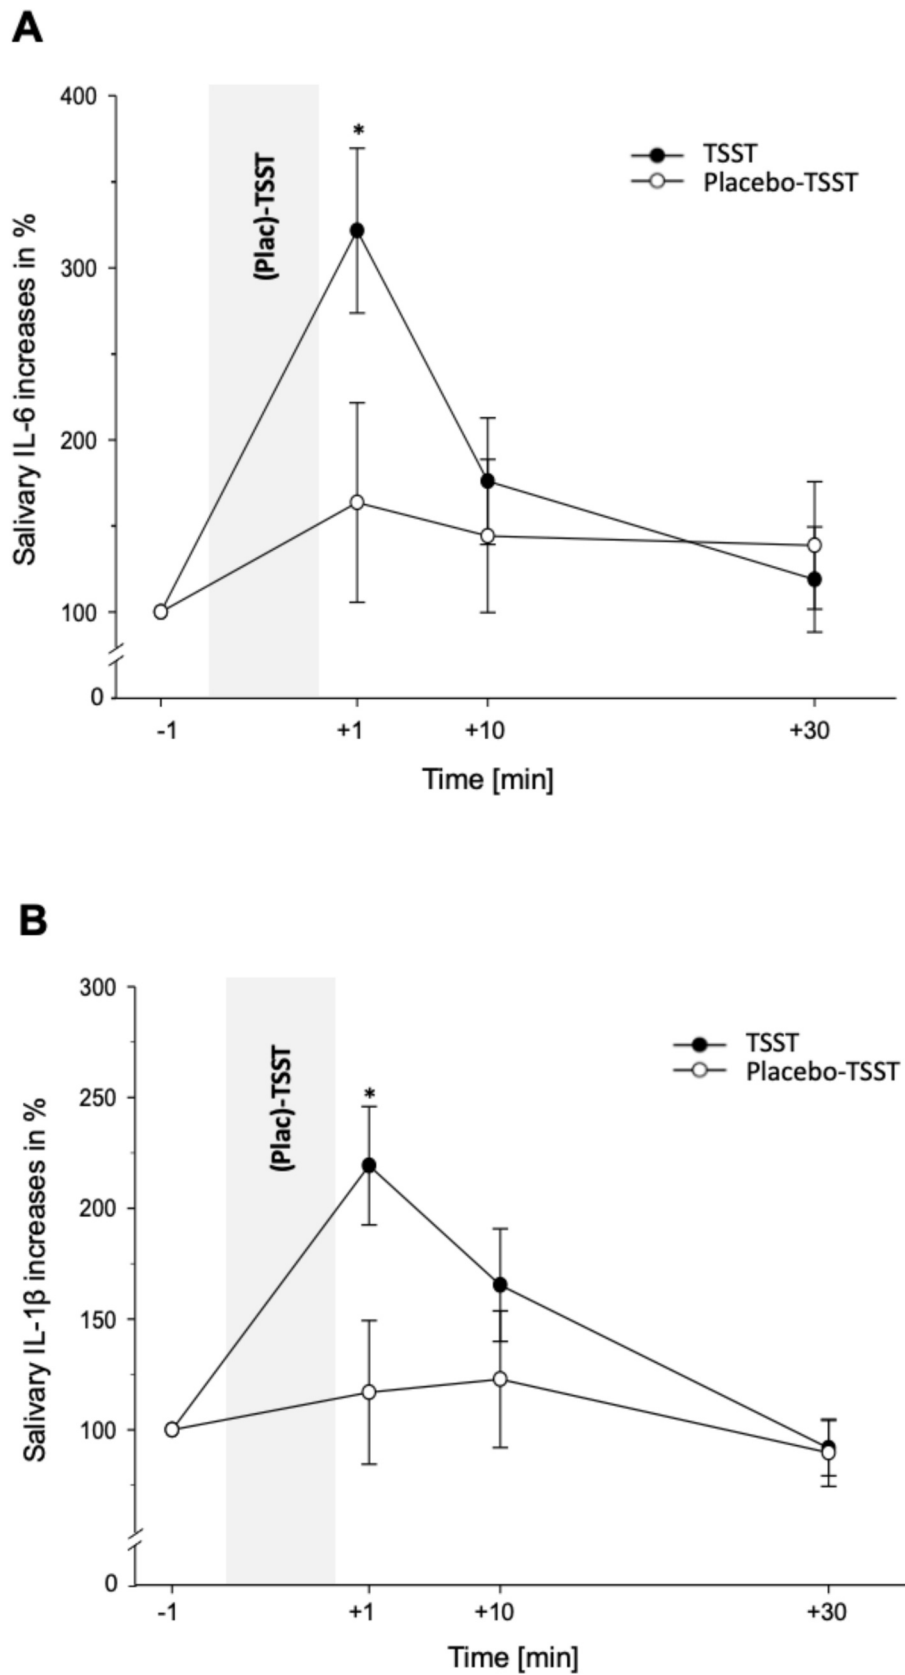 A
400
300
200
100
0
Salivary IL-6 increases in %
(Plac)-TSST
*
TSST
Placebo-TSST
-1
+1
+10
+30
Time [min]
B
300
250
200
150
100
0
Salivary IL-1β increases in %
(Plac)-TSST
*
TSST
Placebo-TSST
-1
+1
+10
+30
Time [min]